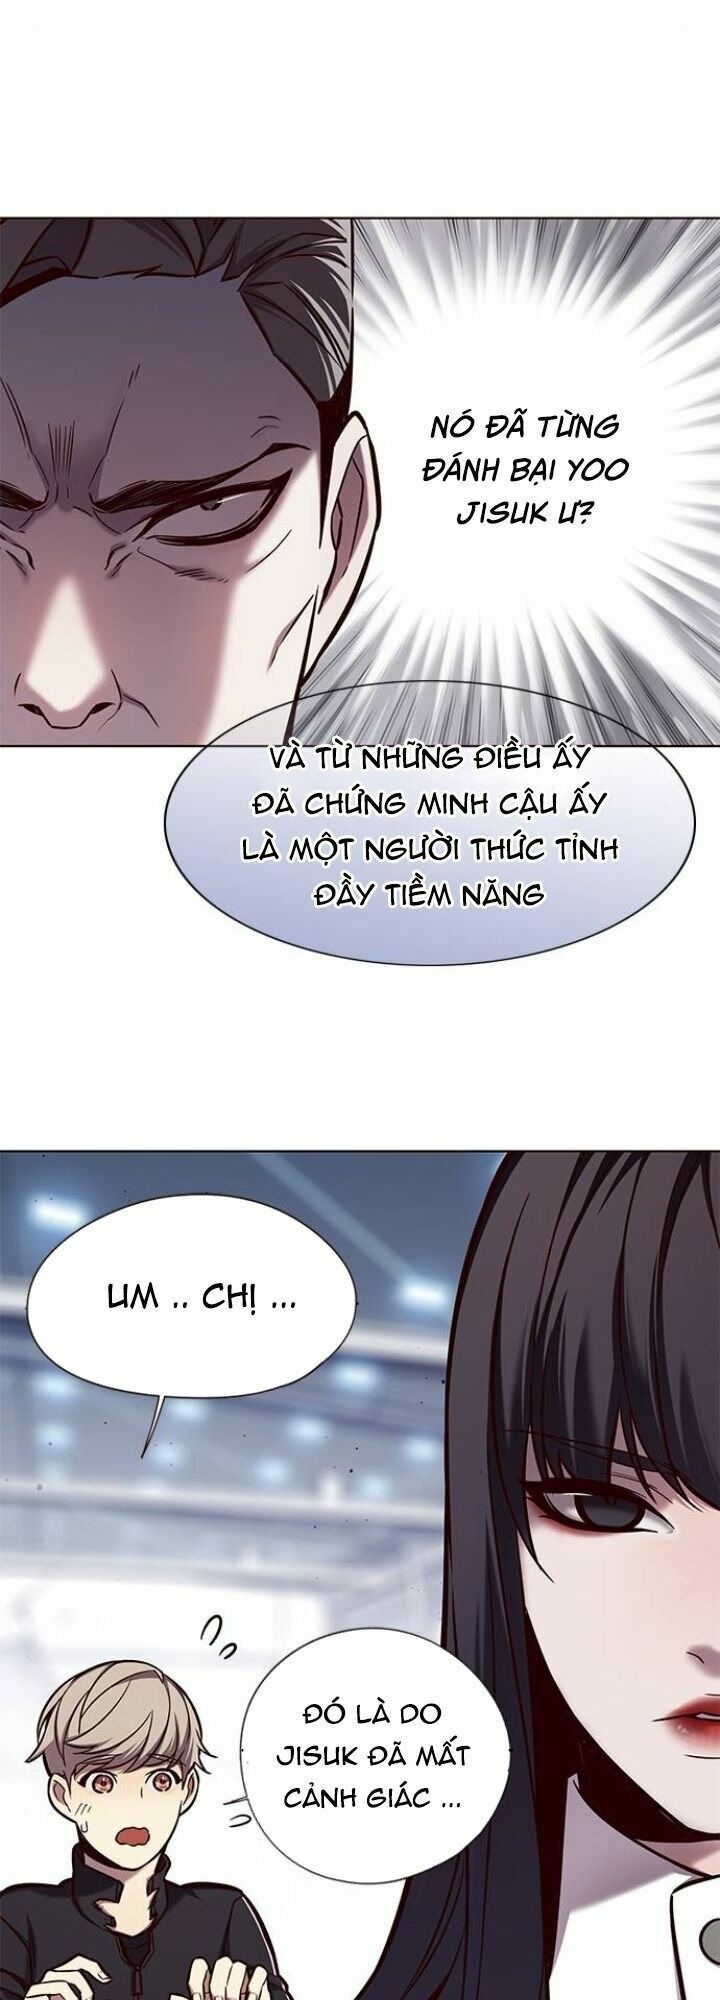 NÓ ĐÃ TỪNG
ĐÁNH BẠI YOO
JISUK Ư?
VÀ TỪ NHỮNG ĐIỀU ẤY
ĐÃ CHỨNG MINH CẬU ẤY
LÀ MỘT NGƯỜI THỨC TỈNH
ĐẦY TIỀM NĂNG
UM .. CHỊ ...
ĐÓ LÀ DO
JISUK ĐÃ MẤT
CẢNH GIÁC ...